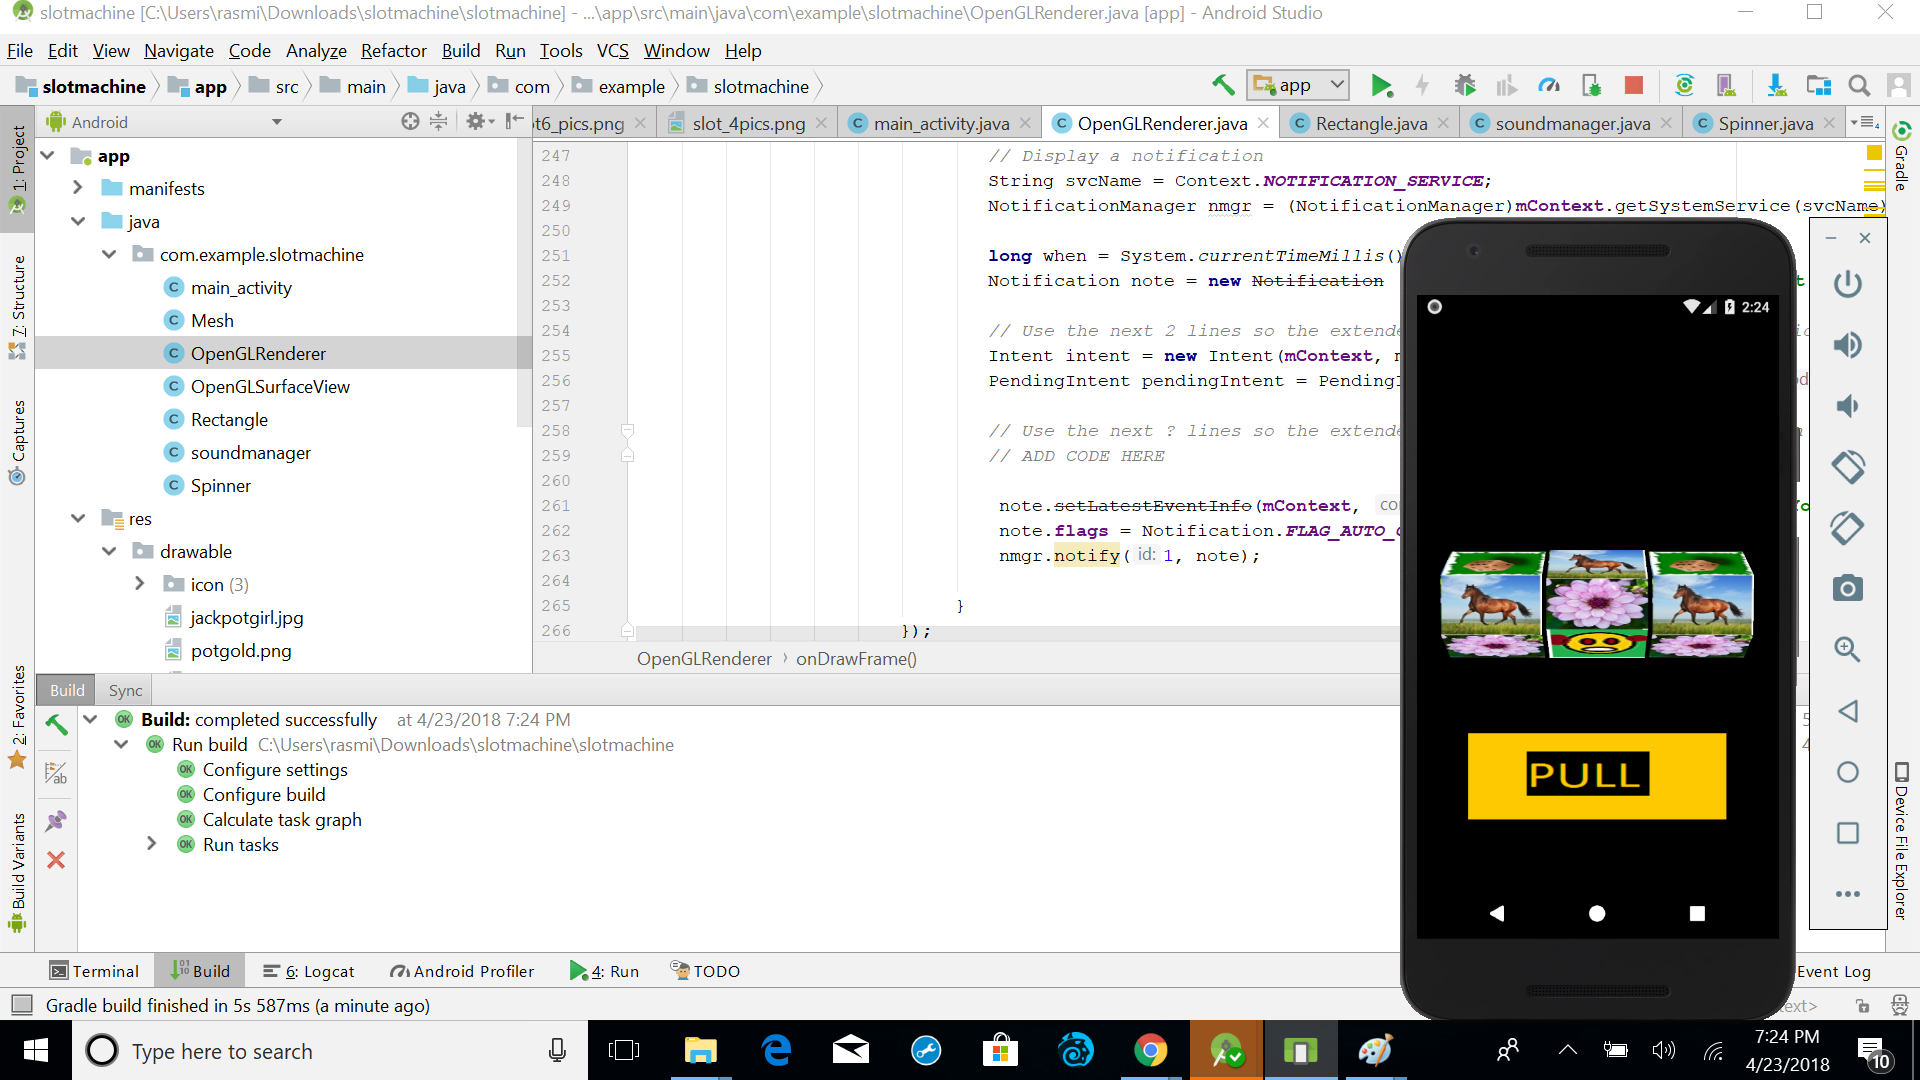 slotmachine [C:\Users\rasmi\Downloads\slotmachine\slotmachine] - ...\app\src\main\java\com\example\slotmachine\OpenGLRenderer.java [app] - Android Studio
File Edit View Navigate Code Analyze Refactor Build Run Tools VCS Window Help
slotmachine app src main java com example slotmachine app
Android
ot6_pics.png slot_4pics.png main_activity.java OpenGLRenderer.java Rectangle.java soundmanager.java Spinner.java 4
1: Project
7: Structure
Captures
2: Favorites
Build Variants
app
manifests
java
com.example.slotmachine
main_activity
Mesh
OpenGLRenderer
OpenGLSurfaceView
Rectangle
soundmanager
Spinner
res
drawable
icon (3)
jackpotgirl.jpg
potgold.png
247 // Display a notification
248 String svcName = Context.NOTIFICATION_SERVICE;
249 NotificationManager nmgr = (NotificationManager)mContext.getSystemService(svcName)
250
251 long when = System.currentTimeMillis()
252 Notification note = new Notification t
253
254 // Use the next 2 lines so the extende
255 Intent intent = new Intent(mContext, m
256 PendingIntent pendingIntent = PendingI
257
258 // Use the next ? lines so the extende
259 // ADD CODE HERE
260
261 note.setLatestEventInfo(mContext, con
262 note.flags = Notification.FLAG_AUTO_C
263 nmgr.notify( id: 1, note);
264
265 }
266 });
OpenGLRenderer › onDrawFrame()
Gradle
Device File Explorer
2:24
PULL
Build Sync
Build: completed successfully at 4/23/2018 7:24 PM
Run build C:\Users\rasmi\Downloads\slotmachine\slotmachine
Configure settings
Configure build
Calculate task graph
Run tasks
Terminal Build 6: Logcat Android Profiler 4: Run TODO Event Log
Gradle build finished in 5s 587ms (a minute ago) text>
Type here to search
7:24 PM
4/23/2018
10